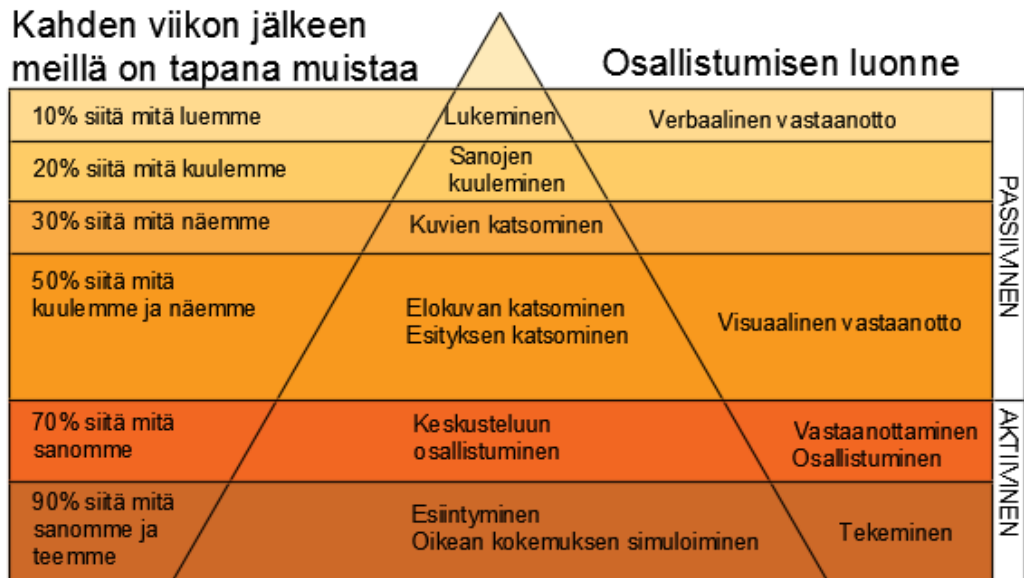 Kahden viikon jälkeen
meillä on tapana muistaa
Osallistumisen luonne
10% siitä mitä luemme
Lukeminen
Verbaalinen vastaanotto
20% siitä mitä kuulemme
Sanojen
kuuleminen
30% siitä mitä näemme
Kuvien katsominen
50% siitä mitä
kuulemme ja näemme
Elokuvan katsominen
Esityksen katsominen
Visuaalinen vastaanotto
PASSIIVINEN
70% siitä mitä
sanomme
Keskusteluun
osallistuminen
Vastaanottaminen
Osallistuminen
90% siitä mitä
sanomme ja
teemme
Esiintyminen
Oikean kokemuksen simuloiminen
Tekeminen
AKTIIVINEN